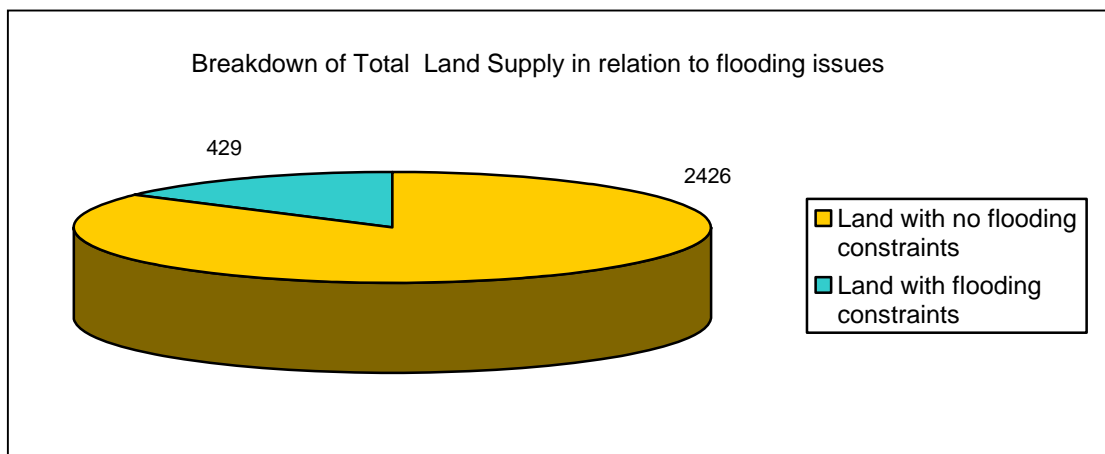 Breakdown of Total  Land Supply in relation to flooding issues
429
2426
Land with no flooding
constraints
Land with flooding
constraints